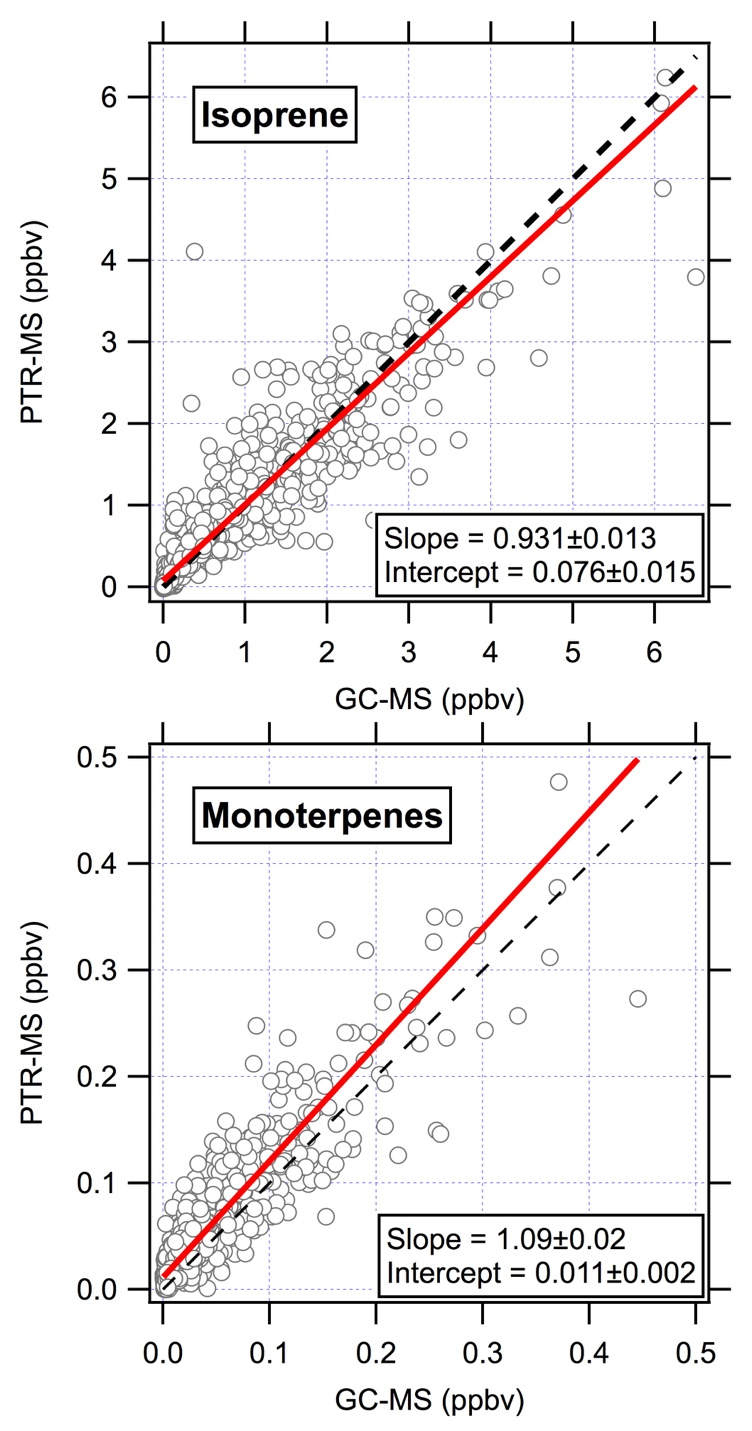 Isoprene
PTR-MS (ppbv)
6
5
4
3
2
1
0
Slope = 0.931±0.013
Intercept = 0.076±0.015
0 1 2 3 4 5 6
GC-MS (ppbv)
Monoterpenes
PTR-MS (ppbv)
0.5
0.4
0.3
0.2
0.1
0.0
Slope = 1.09±0.02
Intercept = 0.011±0.002
0.0 0.1 0.2 0.3 0.4 0.5
GC-MS (ppbv)